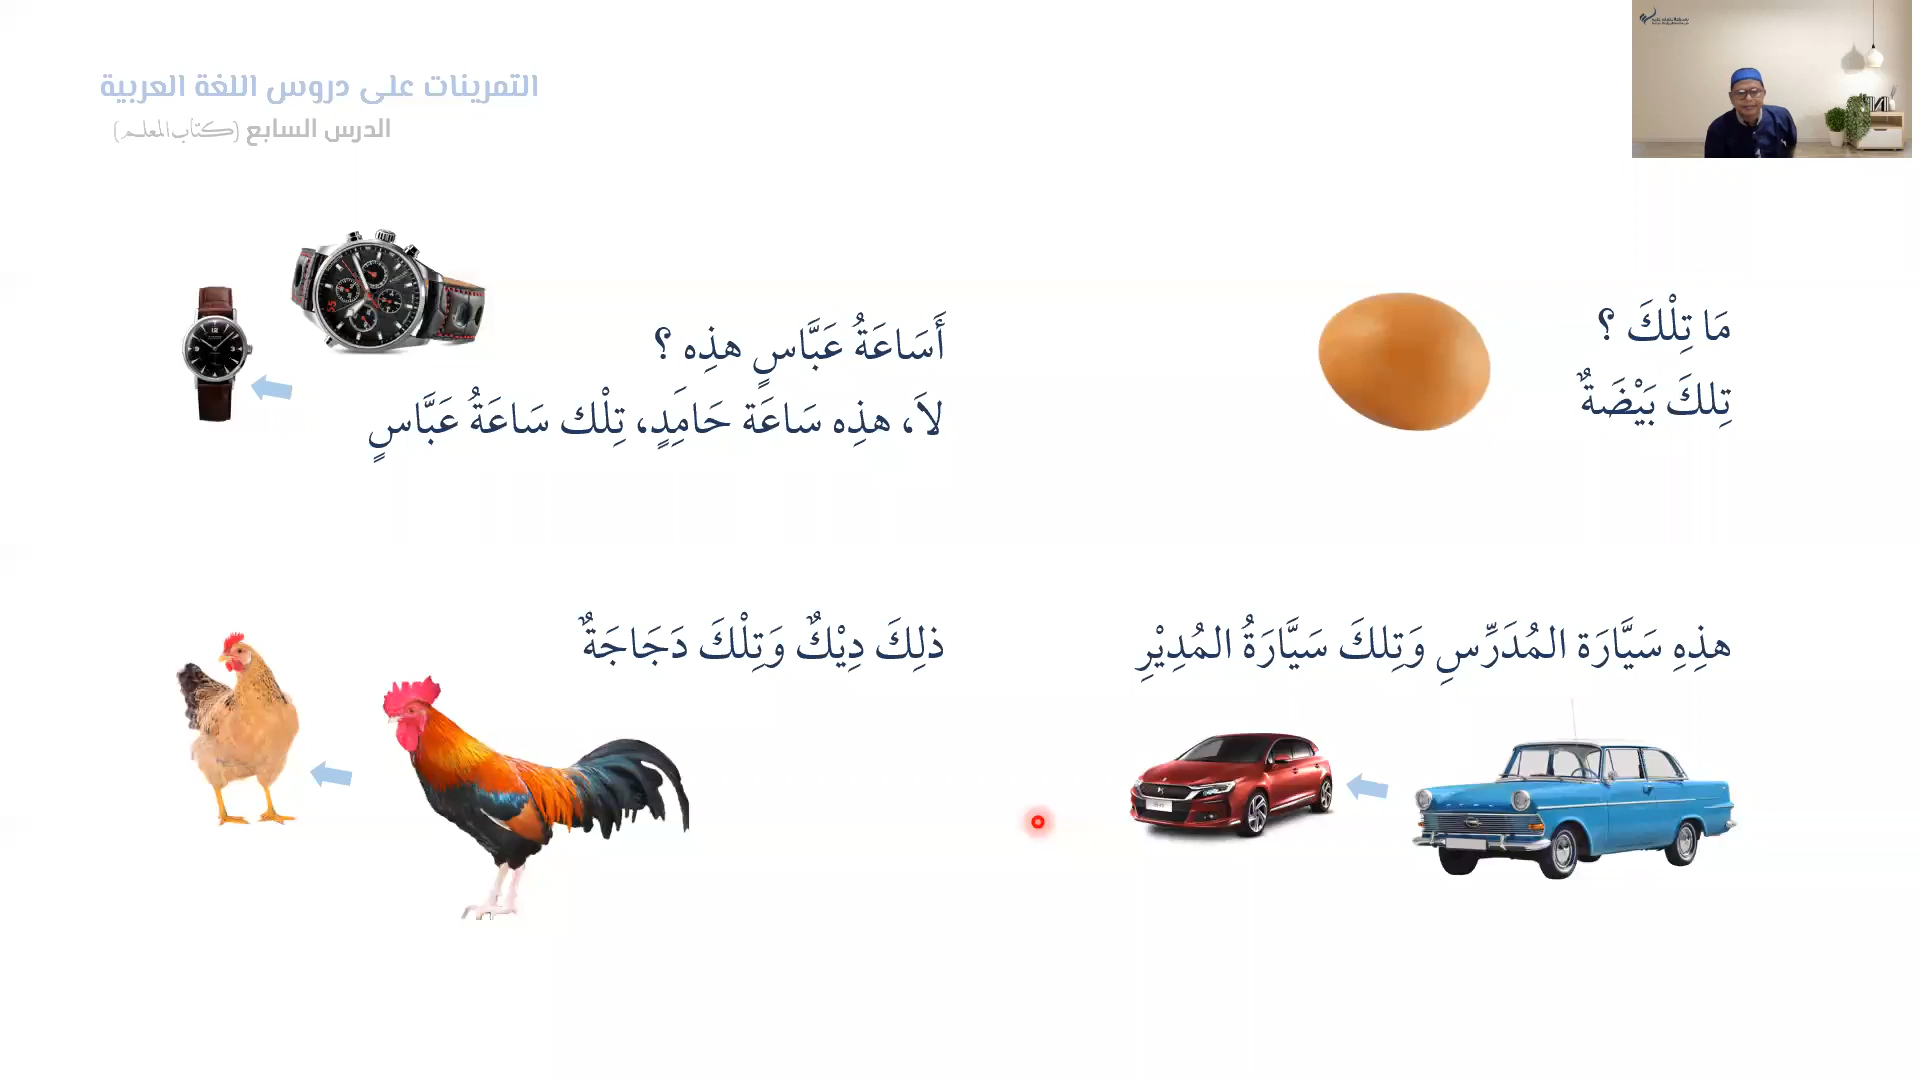 التمرينات على دروس اللغة العربية
الدرس السابع (كتاب المعلم)
مَا تِلْكَ ؟
تِلكَ بَيْضَةٌ
أَسَاعَةُ عَبَّاسٍ هذِه ؟
لاَ، هذِه سَاعَة حَامَِدٍ، تِلْك سَاعَةُ عَبَّاسٍ
هذِهِ سَيَّارَة المُدَرِّسِ وَتِلكَ سَيَّارَةُ المُدِيْرِ
ذلِكَ دِيْكٌ وَتِلْكَ دَجَاجَةٌ